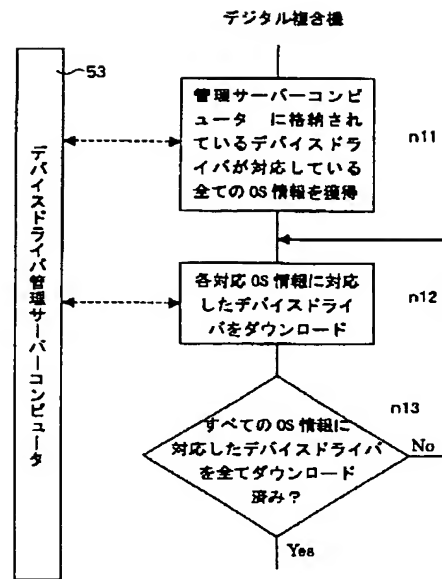 デジタル複合機
53
デバイスドライバ管理サーバーコンピュータ
管理サーバーコンピ
ュータ に格納され
ているデバイスドラ
イバが対応している
全てのOS情報を獲得
n11
各対応OS情報に対応
したデバイスドライ
バをダウンロード
n12
n13
すべてのOS情報に
対応したデバイスドライバ
を全てダウンロード
済み？
No
Yes